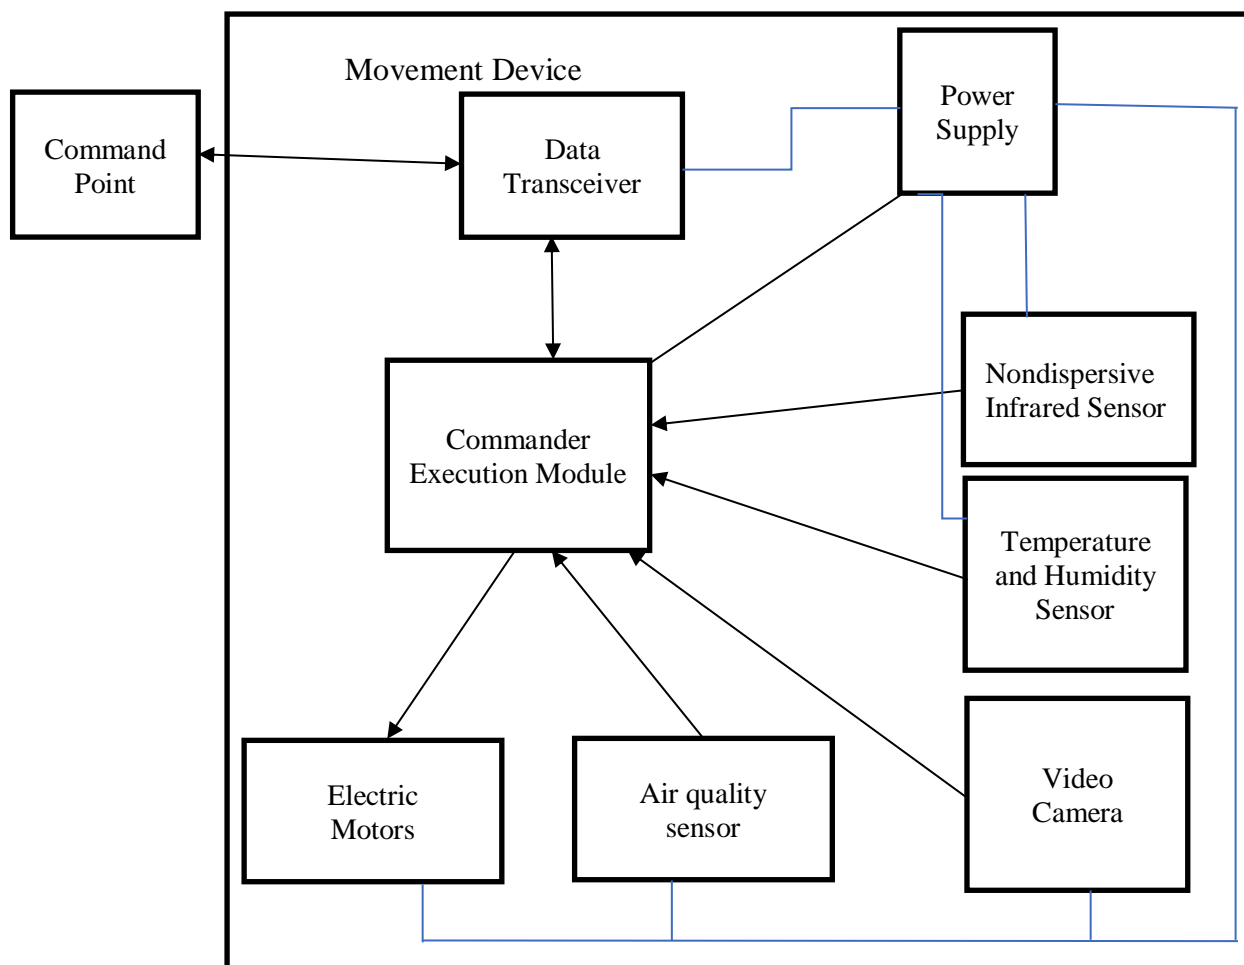 Movement Device
Power
Supply
Command
Point
Data
Transceiver
Nondispersive
Infrared Sensor
Commander
Execution Module
Temperature
and Humidity
Sensor
Electric
Motors
Air quality
sensor
Video
Camera